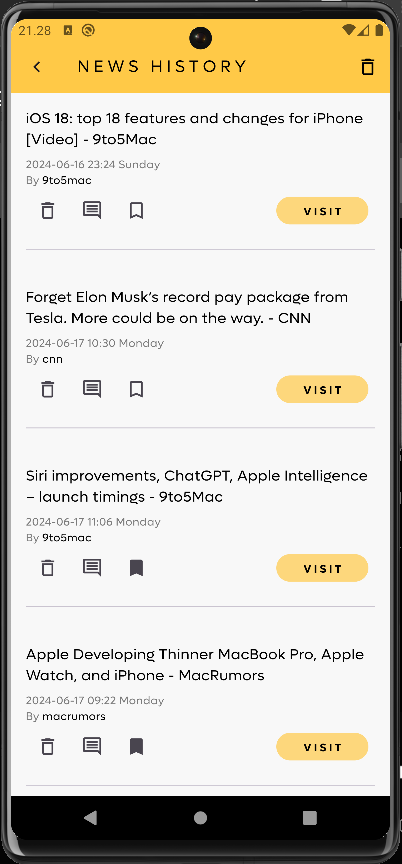 21.28
NEWS HISTORY
iOS 18: top 18 features and changes for iPhone
[Video] - 9to5Mac
2024-06-16 23:24 Sunday
By 9to5mac
VISIT
Forget Elon Musk's record pay package from
Tesla. More could be on the way. - CNN
2024-06-17 10:30 Monday
By cnn
VISIT
Siri improvements, ChatGPT, Apple Intelligence
– launch timings - 9to5Mac
2024-06-17 11:06 Monday
By 9to5mac
VISIT
Apple Developing Thinner MacBook Pro, Apple
Watch, and iPhone - MacRumors
2024-06-17 09:22 Monday
By macrumors
VISIT